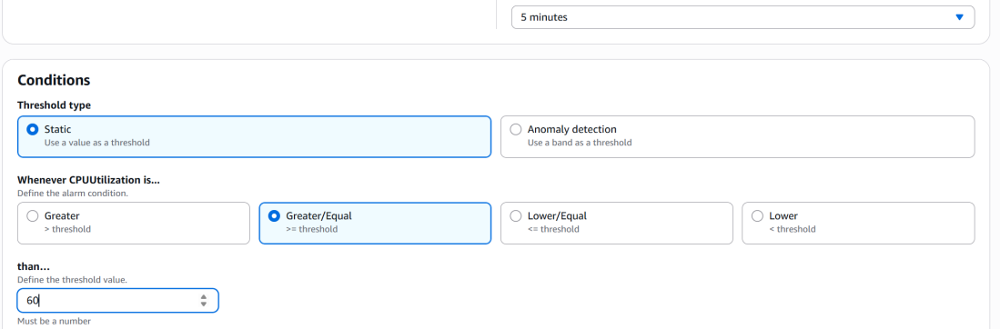 5 minutes
Conditions
Threshold type
Static
Use a value as a threshold
Anomaly detection
Use a band as a threshold
Whenever CPUUtilization is...
Define the alarm condition.
Greater
> threshold
Greater/Equal
>= threshold
Lower/Equal
<= threshold
Lower
< threshold
than...
Define the threshold value.
60
Must be a number